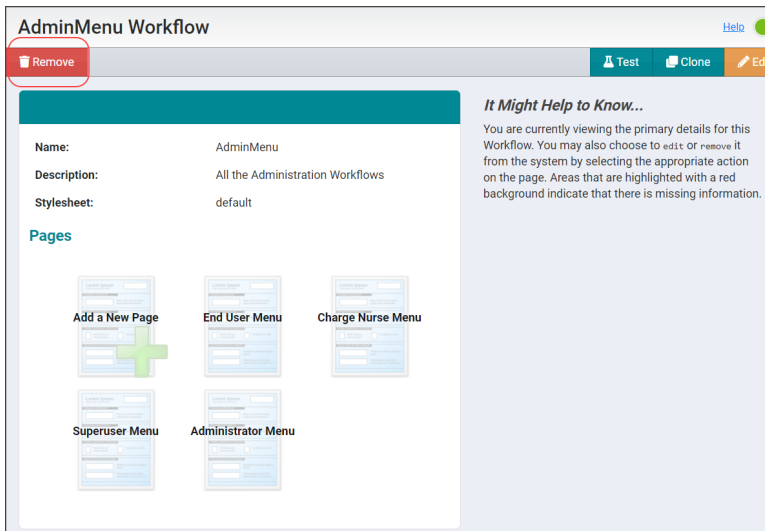 AdminMenu Workflow
Help
Remove
Test
Clone
Ed
It Might Help to Know...
You are currently viewing the primary details for this
Workflow. You may also choose to edit or remove it
from the system by selecting the appropriate action
on the page. Areas that are highlighted with a red
background indicate that there is missing information.
Name: AdminMenu
Description: All the Administration Workflows
Stylesheet: default
Pages
Add a New Page
End User Menu
Charge Nurse Menu
Superuser Menu
Administrator Menu